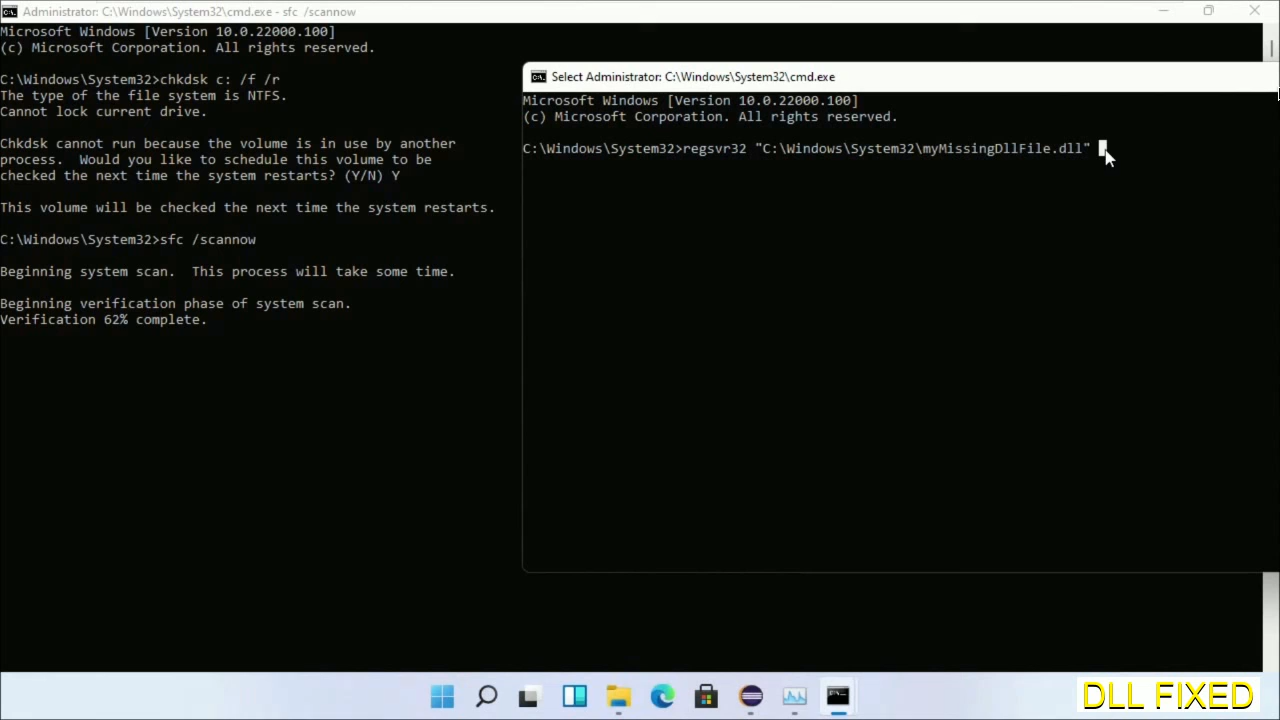 Administrator: C:\Windows\System32\cmd.exe - sfc /scannow
Microsoft Windows [Version 10.0.22000.100]
(c) Microsoft Corporation. All rights reserved.
C:\Windows\System32>chkdsk c: /f /r
The type of the file system is NTFS.
Cannot lock current drive.
Chkdsk cannot run because the volume is in use by another
process.  Would you like to schedule this volume to be
checked the next time the system restarts? (Y/N) Y
This volume will be checked the next time the system restarts.
C:\Windows\System32>sfc /scannow
Beginning system scan.  This process will take some time.
Beginning verification phase of system scan.
Verification 62% complete.
Select Administrator: C:\Windows\System32\cmd.exe
Microsoft Windows [Version 10.0.22000.100]
(c) Microsoft Corporation. All rights reserved.
C:\Windows\System32>regsvr32 "C:\Windows\System32\myMissingDllFile.dll"
DLL FIXED